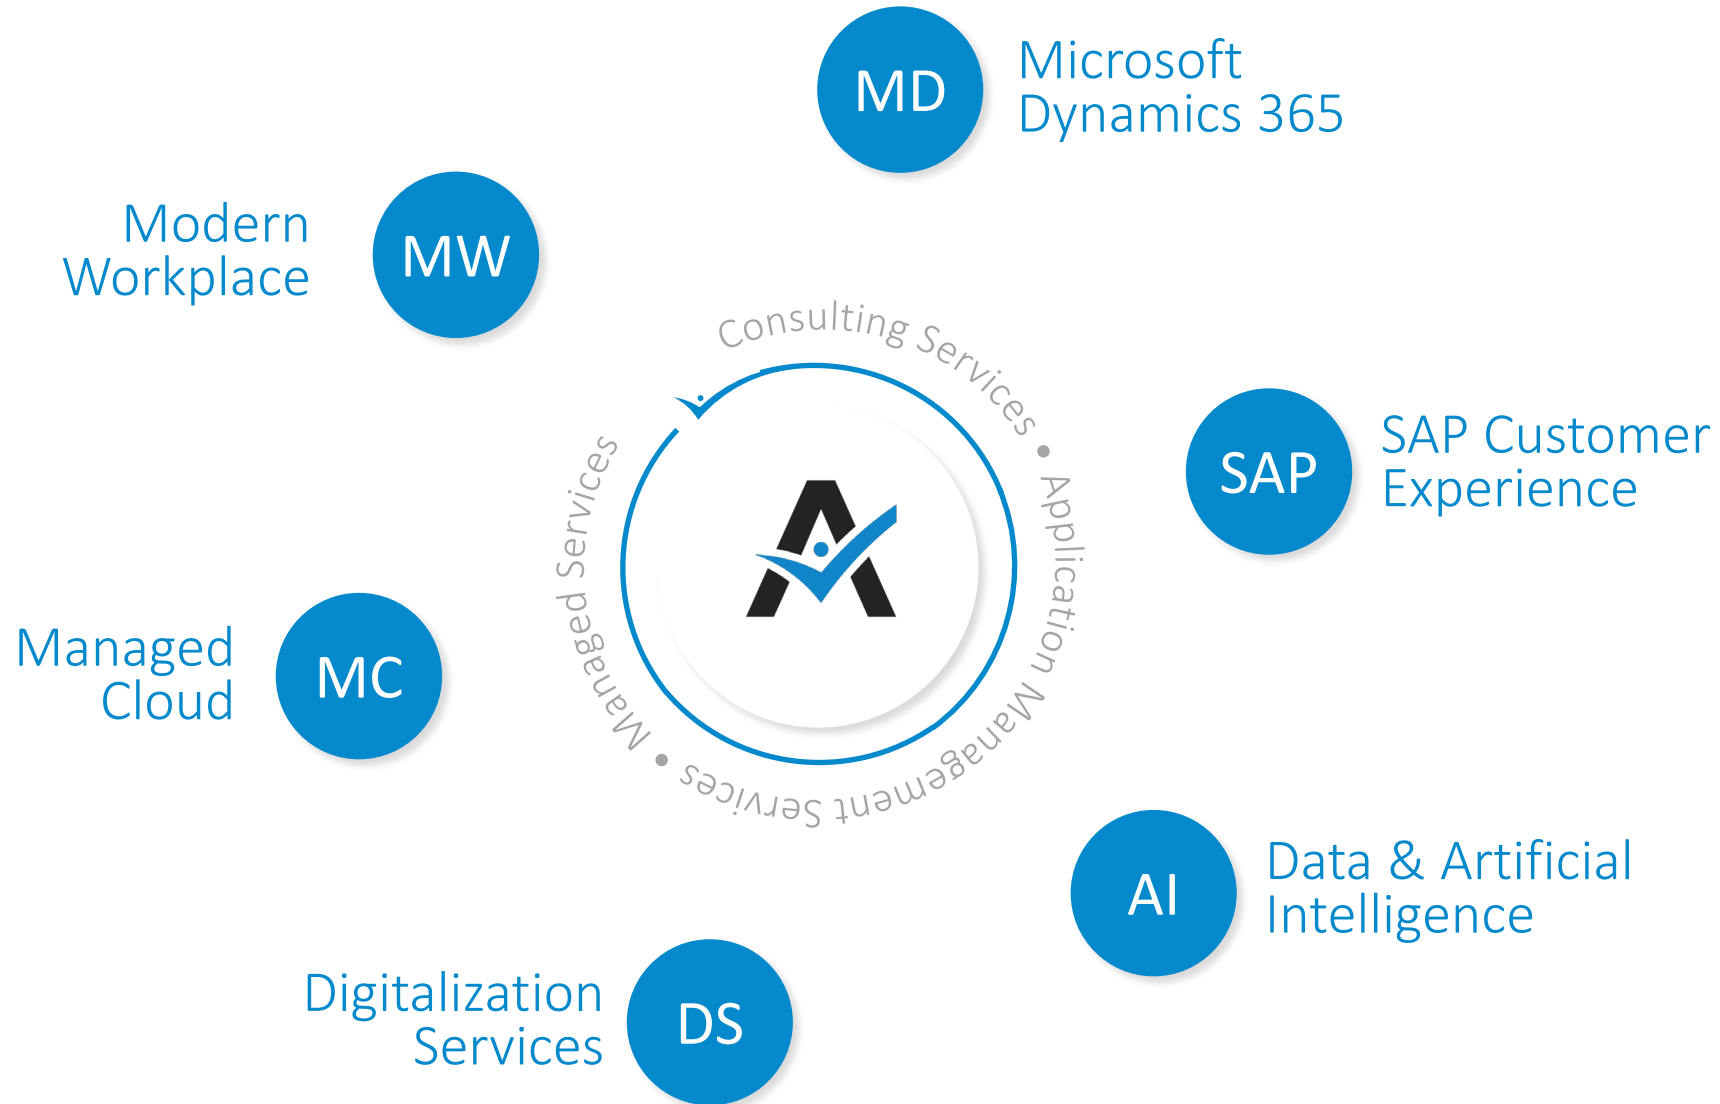 MD
Microsoft
Dynamics 365
Modern
Workplace
MW
Consulting Services • Application Management Services • Managed Services
SAP
SAP Customer
Experience
Managed
Cloud
MC
AI
Data & Artificial
Intelligence
Digitalization
Services
DS